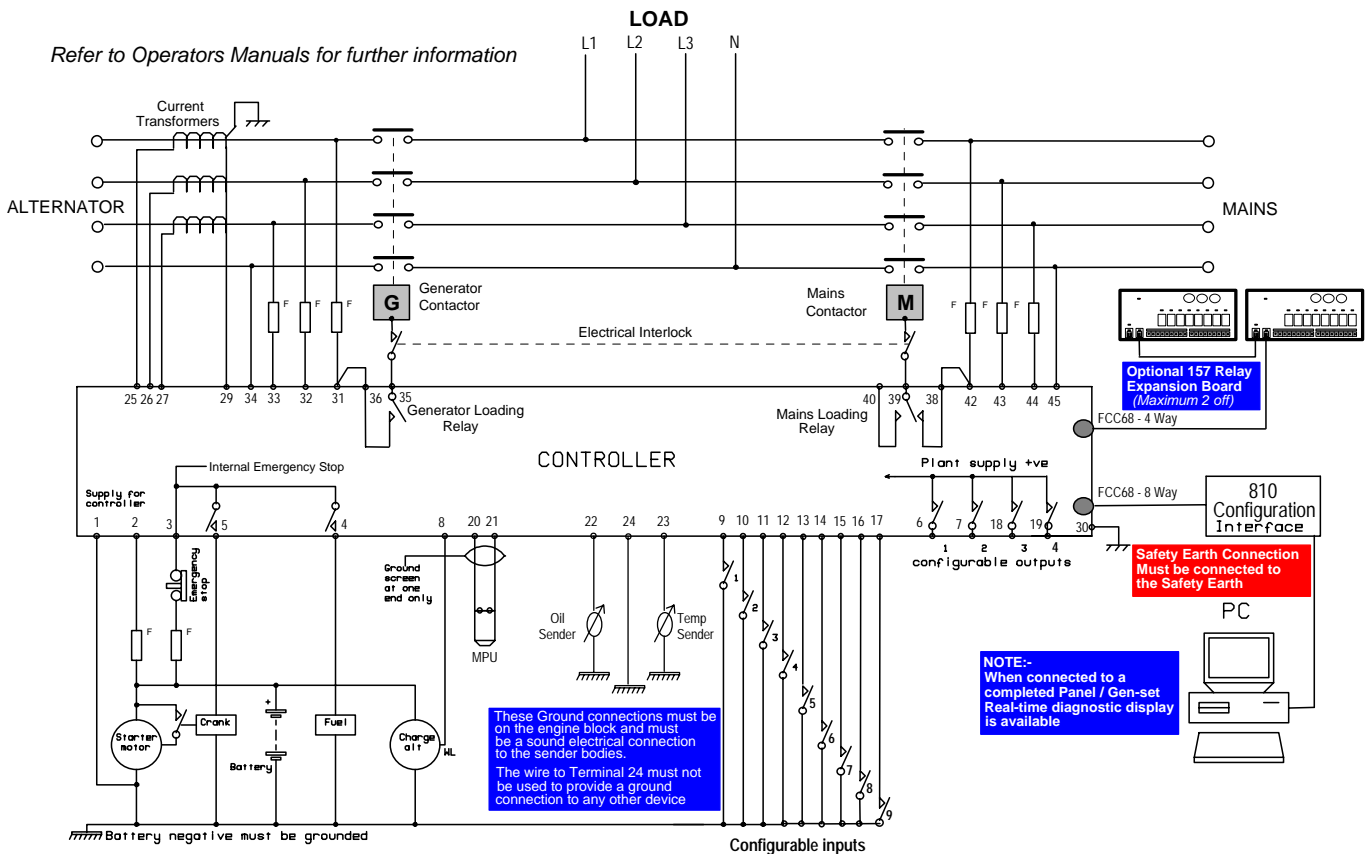 LOAD
Refer to Operators Manuals for further information
L1 L2 L3 N
Current
Transformers
ALTERNATOR
MAINS
F F F
G
Generator
Contactor
Mains
Contactor
M
F F F
Electrical Interlock
Optional 157 Relay
Expansion Board
(Maximum 2 off)
25 26 27 29 34 33 32 31 36 35 40 39 38 42 43 44 45
Generator Loading
Relay
Mains Loading
Relay
FCC68 - 4 Way
CONTROLLER
Internal Emergency Stop
Plant supply +ve
Supply for
controller
FCC68 - 8 Way
810
Configuration
Interface
1 2 3 5 4 8 20 21 22 24 23 9 10 11 12 13 14 15 16 17 6 7 18 19 30
1 2 3 4
configurable outputs
Safety Earth Connection
Must be connected to
the Safety Earth
Emergency
stop
Ground
screen
at one
end only
F F
MPU
Oil
Sender
Temp
Sender
1
2
3
4
5
6
7
8
9
PC
NOTE:-
When connected to a
completed Panel / Gen-set
Real-time diagnostic display
is available
Starter
motor
Crank
+
-
Battery
Fuel
Charge
alt
WL
These Ground connections must be
on the engine block and must
be a sound electrical connection
to the sender bodies.
The wire to Terminal 24 must not
be used to provide a ground
connection to any other device
Battery negative must be grounded
Configurable inputs